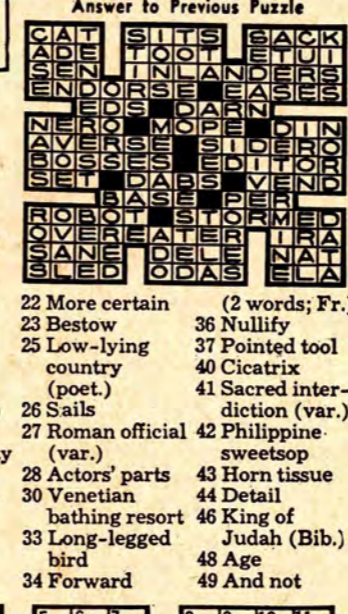 Answer to Previous Puzzle
CAT SITS SACK
ADE TOOT ETUI
SEN INLANDERS
ENDORSE EASES
EDS DARN
NERO MOPE DIN
AVERSE SIDERO
BOSSES EDITOR
SET DABS VEND
BASE PER
ROBOT STORMED
OVEREATER IRA
SANE DELE NAT
SLED ODAS ELA
22 More certain
23 Bestow
25 Low-lying
country
(poet.)
26 Sails
27 Roman official
(var.)
28 Actors' parts
30 Venetian
bathing resort
33 Long-legged
bird
34 Forward
(2 words; Fr.)
36 Nullify
37 Pointed tool
40 Cicatrix
41 Sacred inter-
diction (var.)
42 Philippine
sweetsop
43 Horn tissue
44 Detail
46 King of
Judah (Bib.)
48 Age
49 And not